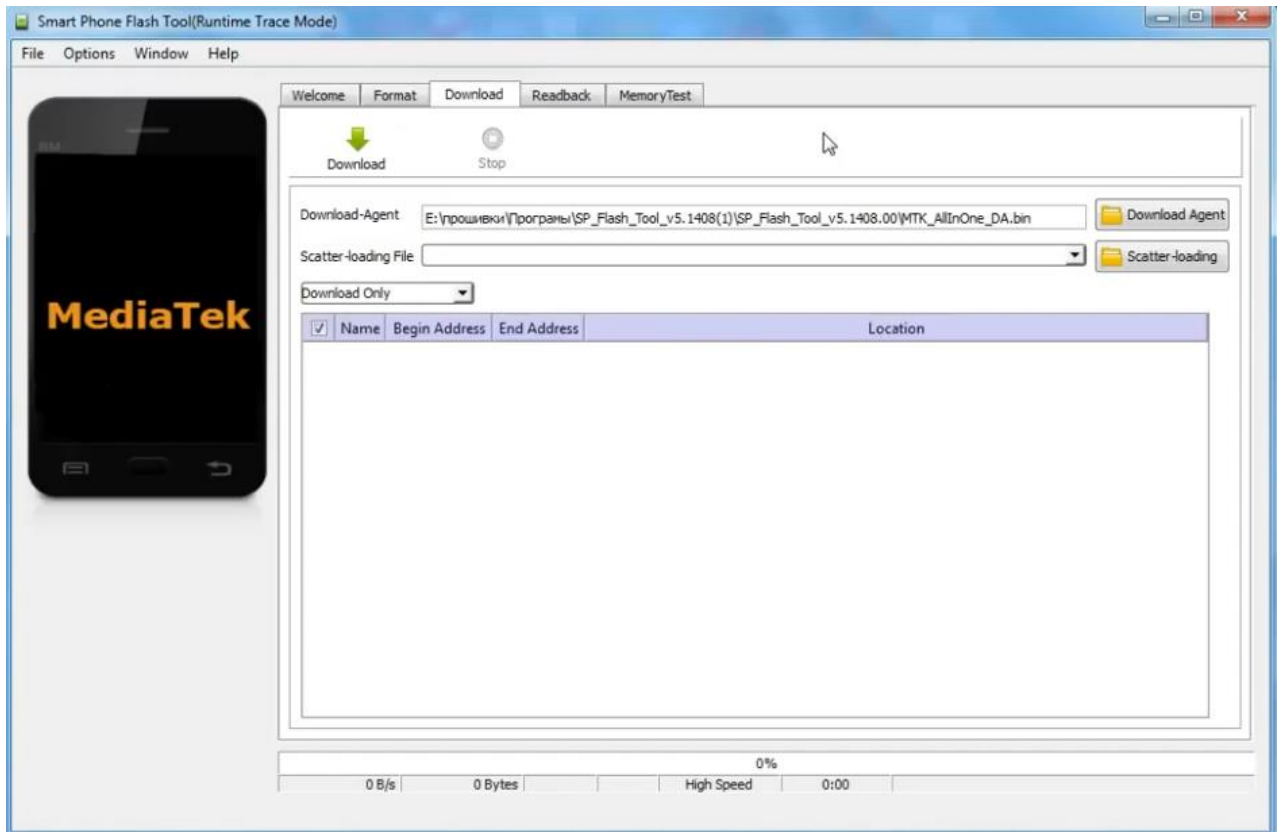 Smart Phone Flash Tool(Runtime Trace Mode)
File Options Window Help
Welcome Format Download Readback MemoryTest
BM
Download Stop
Download-Agent E:\прошивки\Програмы\SP_Flash_Tool_v5.1408(1)\SP_Flash_Tool_v5.1408.00\MTK_AllInOne_DA.bin Download Agent
Scatter-loading File Scatter-loading
Download Only
MediaTek
Name Begin Address End Address Location
0%
0 B/s 0 Bytes High Speed 0:00